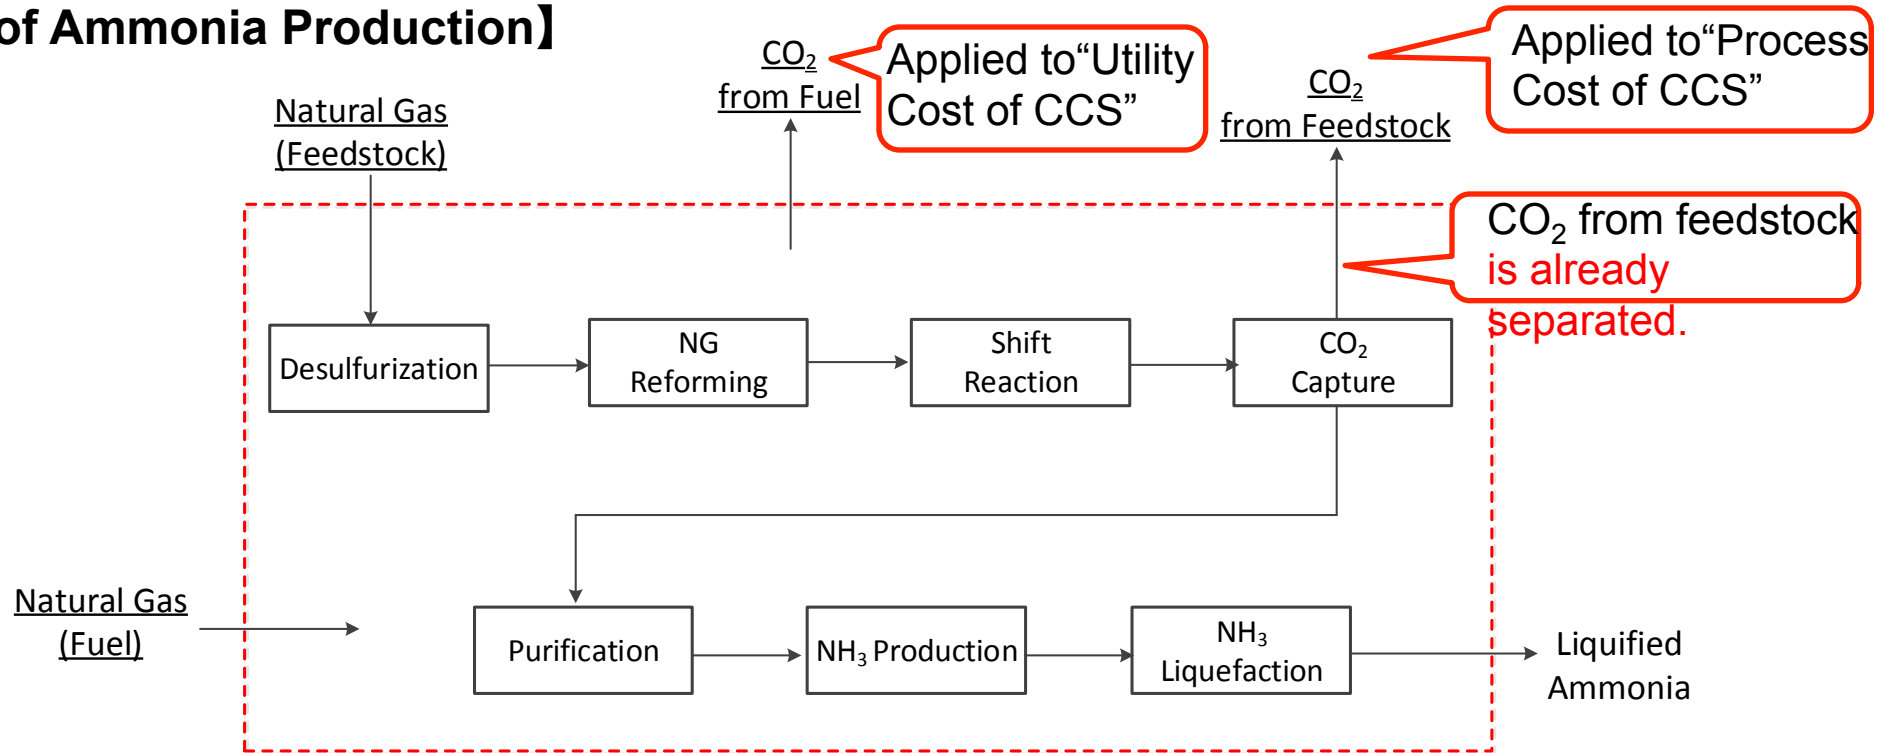 of Ammonia Production】
CO₂
from Fuel
Applied to“Utility
Cost of CCS”
Applied to“Process
Cost of CCS”
CO₂
from Feedstock
Natural Gas
(Feedstock)
CO₂ from feedstock
is already
separated.
Desulfurization
NG
Reforming
Shift
Reaction
CO₂
Capture
Natural Gas
(Fuel)
Purification
NH₃ Production
NH₃
Liquefaction
Liquified
Ammonia